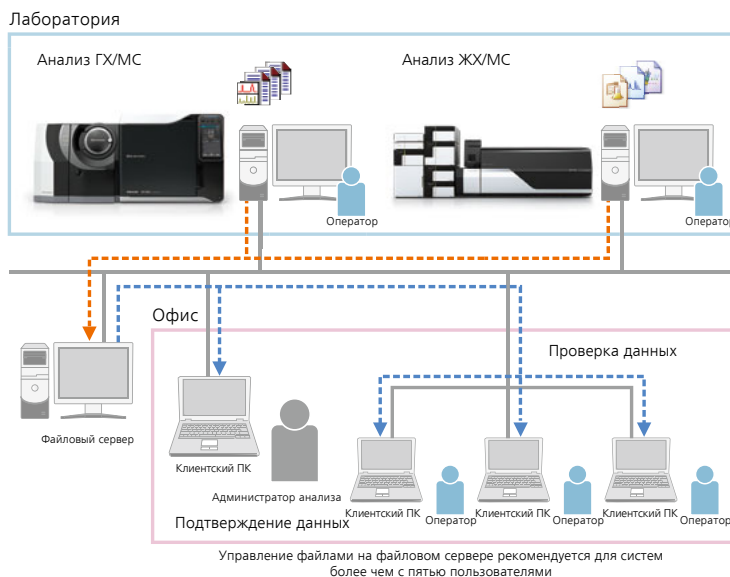 Лаборатория
Анализ ГХ/МС
Анализ ЖХ/МС
Оператор
Оператор
Офис
Проверка данных
Файловый сервер
Клиентский ПК
Администратор анализа
Клиентский ПК
Оператор
Клиентский ПК
Оператор
Клиентский ПК
Оператор
Подтверждение данных
Управление файлами на файловом сервере рекомендуется для систем
более чем с пятью пользователями